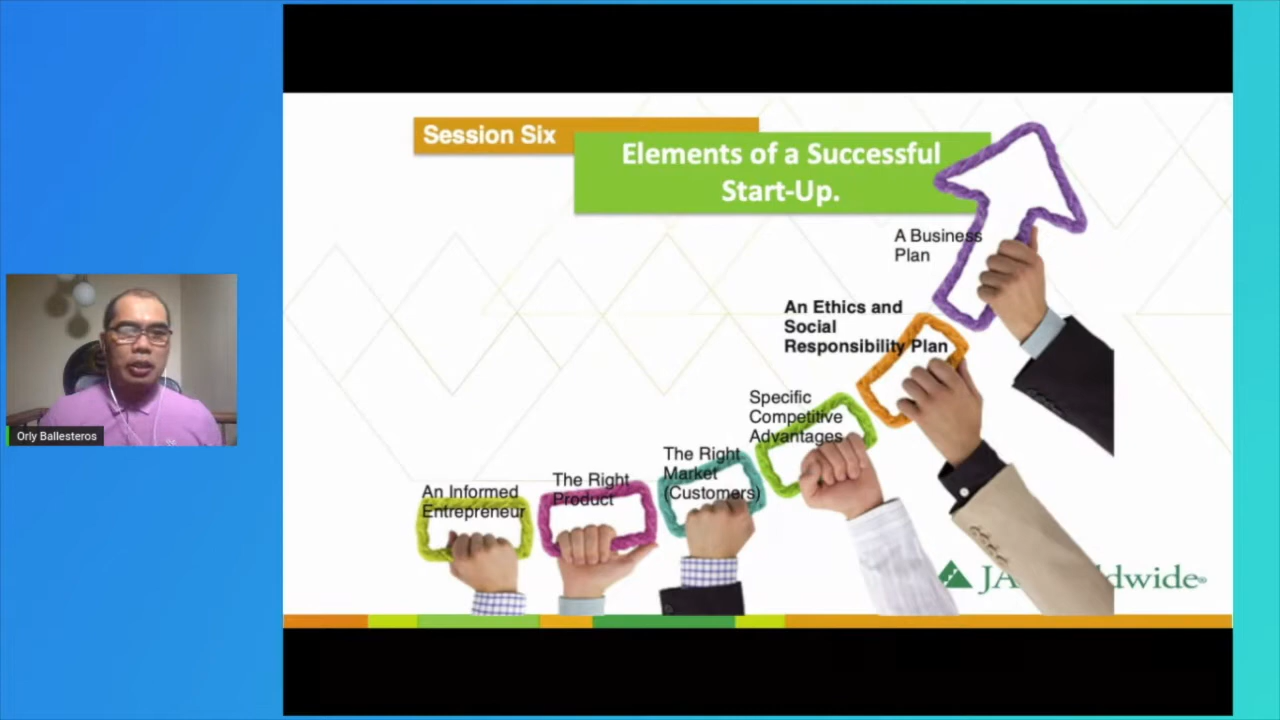 Session Six
Elements of a Successful
Start-Up.
A Business
Plan
An Ethics and
Social
Responsibility Plan
Specific
Competitive
Advantages
The Right
Market
(Customers)
The Right
Product
An Informed
Entrepreneur
Orly Ballesteros